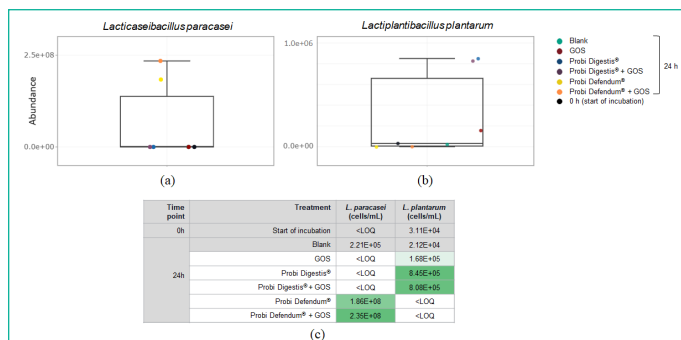 Lacticaseibacillus paracasei
Lactiplantibacillus plantarum
2.5e+08
0.0e+00
Abundance
(a)
1.0e+06
0.0e+00
(b)
Blank
GOS
Probi Digestis®
Probi Digestis® + GOS
Probi Defendum®
Probi Defendum® + GOS
0 h (start of incubation)
24 h
Time point Treatment L. paracasei (cells/mL) L. plantarum (cells/mL)
0h Start of incubation <LOQ 3.11E+04
24h
Blank 2.21E+05 2.12E+04
GOS <LOQ 1.68E+05
Probi Digestis® <LOQ 8.45E+05
Probi Digestis® + GOS <LOQ 8.08E+05
Probi Defendum® 1.86E+08 <LOQ
Probi Defendum® + GOS 2.35E+08 <LOQ
(c)